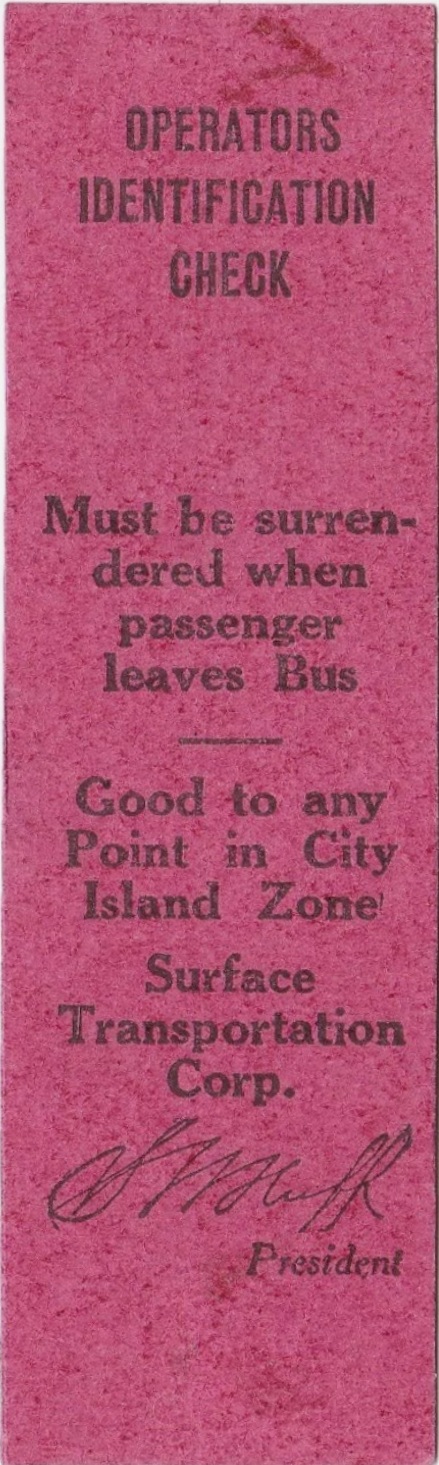 OPERATORS
IDENTIFICATION
CHECK
Must be surren-
dered when
passenger
leaves Bus
Good to any
Point in City
Island Zone
Surface
Transportation
Corp.
President